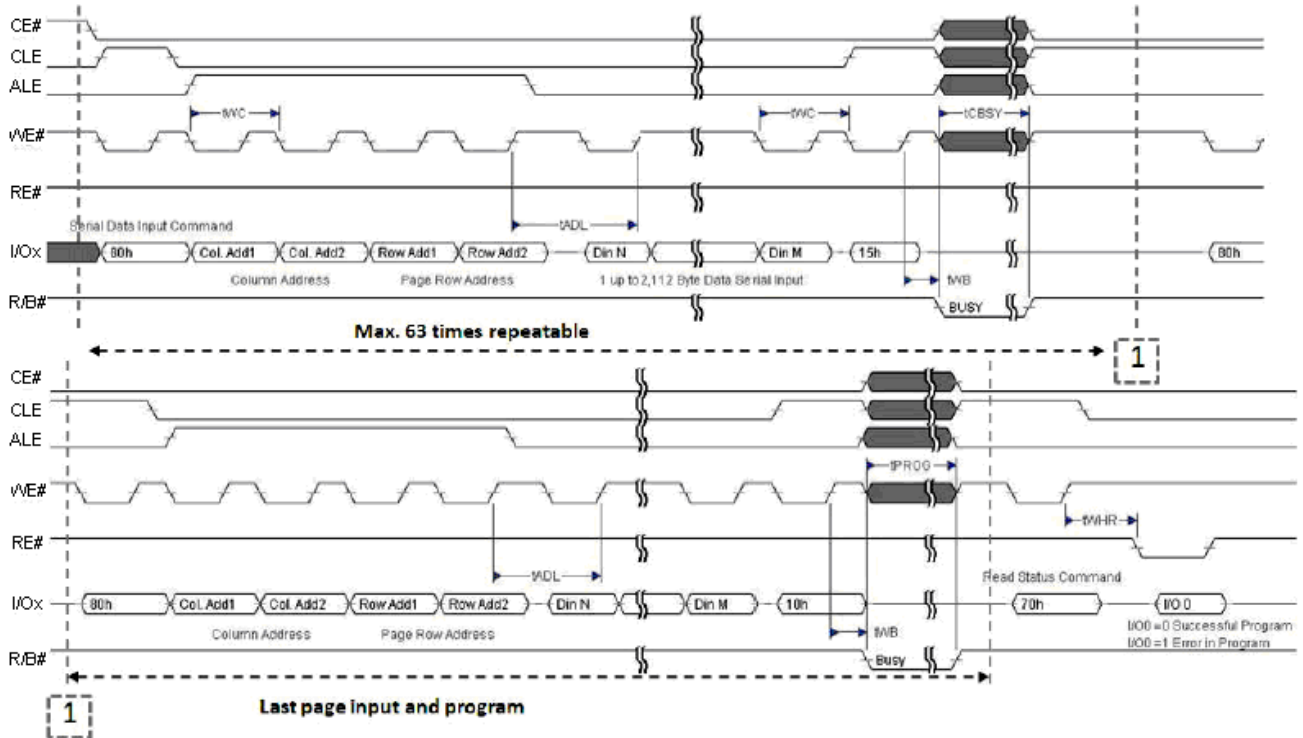 CE#
CLE
ALE
tWC tWC tCBSY
WE#
RE#
tADL
Serial Data Input Command
I/Ox 80h Col. Add1 Col. Add2 Row Add1 Row Add2 Din N Din M 15h 80h
Column Address Page Row Address 1 up to 2,112 Byte Data Serial Input tWB
R/B# BUSY
Max. 63 times repeatable 1
CE#
CLE
ALE
tPROG
WE#
tWHR
RE#
tADL Read Status Command
I/Ox 80h Col. Add1 Col. Add2 Row Add1 Row Add2 Din N Din M 10h 70h I/O 0
Column Address Page Row Address tWB I/O0 =0 Successful Program
I/O0 =1 Error in Program
R/B# Busy
1 Last page input and program